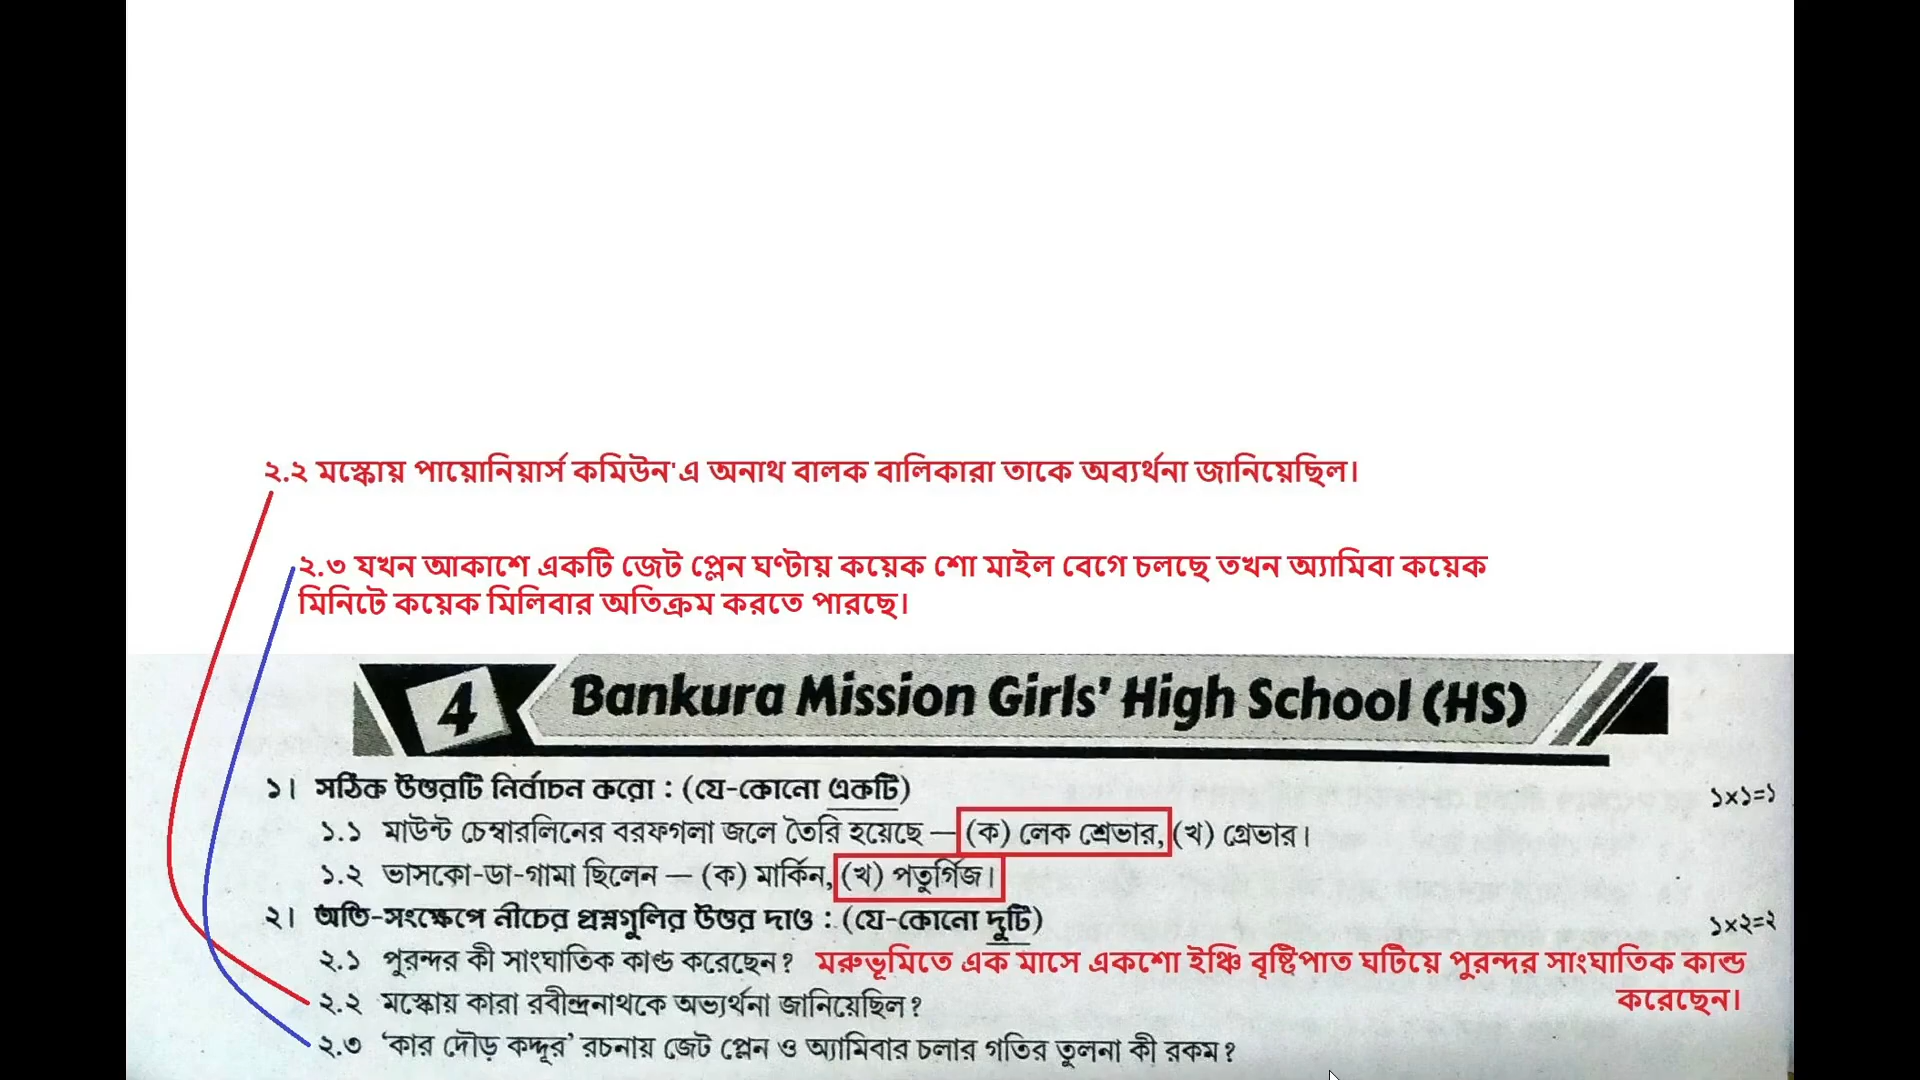 ২.২ মস্কোয় পায়োনিয়ার্স কমিউন'এ অনাথ বালক বালিকারা তাকে অব্যর্থনা জানিয়েছিল।
২.৩ যখন আকাশে একটি জেট প্লেন ঘণ্টায় কয়েক শো মাইল বেগে চলছে তখন অ্যামিবা কয়েক
মিনিটে কয়েক মিলিবার অতিক্রম করতে পারছে।
4 Bankura Mission Girls' High School (HS)
১। সঠিক উত্তরটি নির্বাচন করো : (যে-কোনো একটি) ১×১=১
১.১ মাউন্ট চেম্বারলিনের বরফগলা জলে তৈরি হয়েছে — (ক) লেক শ্রেভার, (খ) গ্রেভার।
১.২ ভাসকো-ডা-গামা ছিলেন — (ক) মার্কিন, (খ) পতুর্গিজ।
২। অতি-সংক্ষেপে নীচের প্রশ্নগুলির উত্তর দাও : (যে-কোনো দুটি) ১×২=২
২.১ পুরন্দর কী সাংঘাতিক কাণ্ড করেছেন? মরুভূমিতে এক মাসে একশো ইঞ্চি বৃষ্টিপাত ঘটিয়ে পুরন্দর সাংঘাতিক কান্ড
করেছেন।
২.২ মস্কোয় কারা রবীন্দ্রনাথকে অভ্যর্থনা জানিয়েছিল?
২.৩ 'কার দৌড় কদ্দূর' রচনায় জেট প্লেন ও অ্যামিবার চলার গতির তুলনা কী রকম?